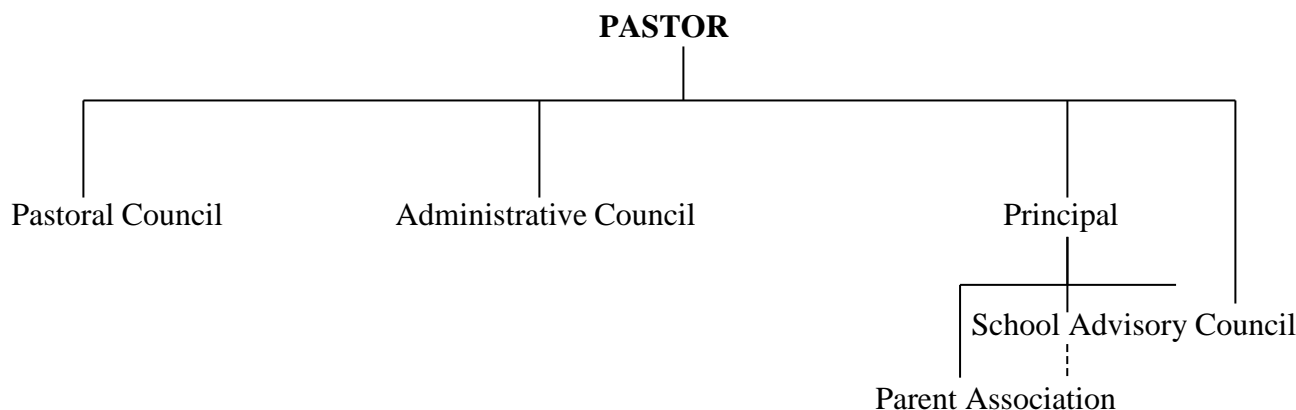 PASTOR
Pastoral Council
Administrative Council
Principal
School Advisory Council
Parent Association